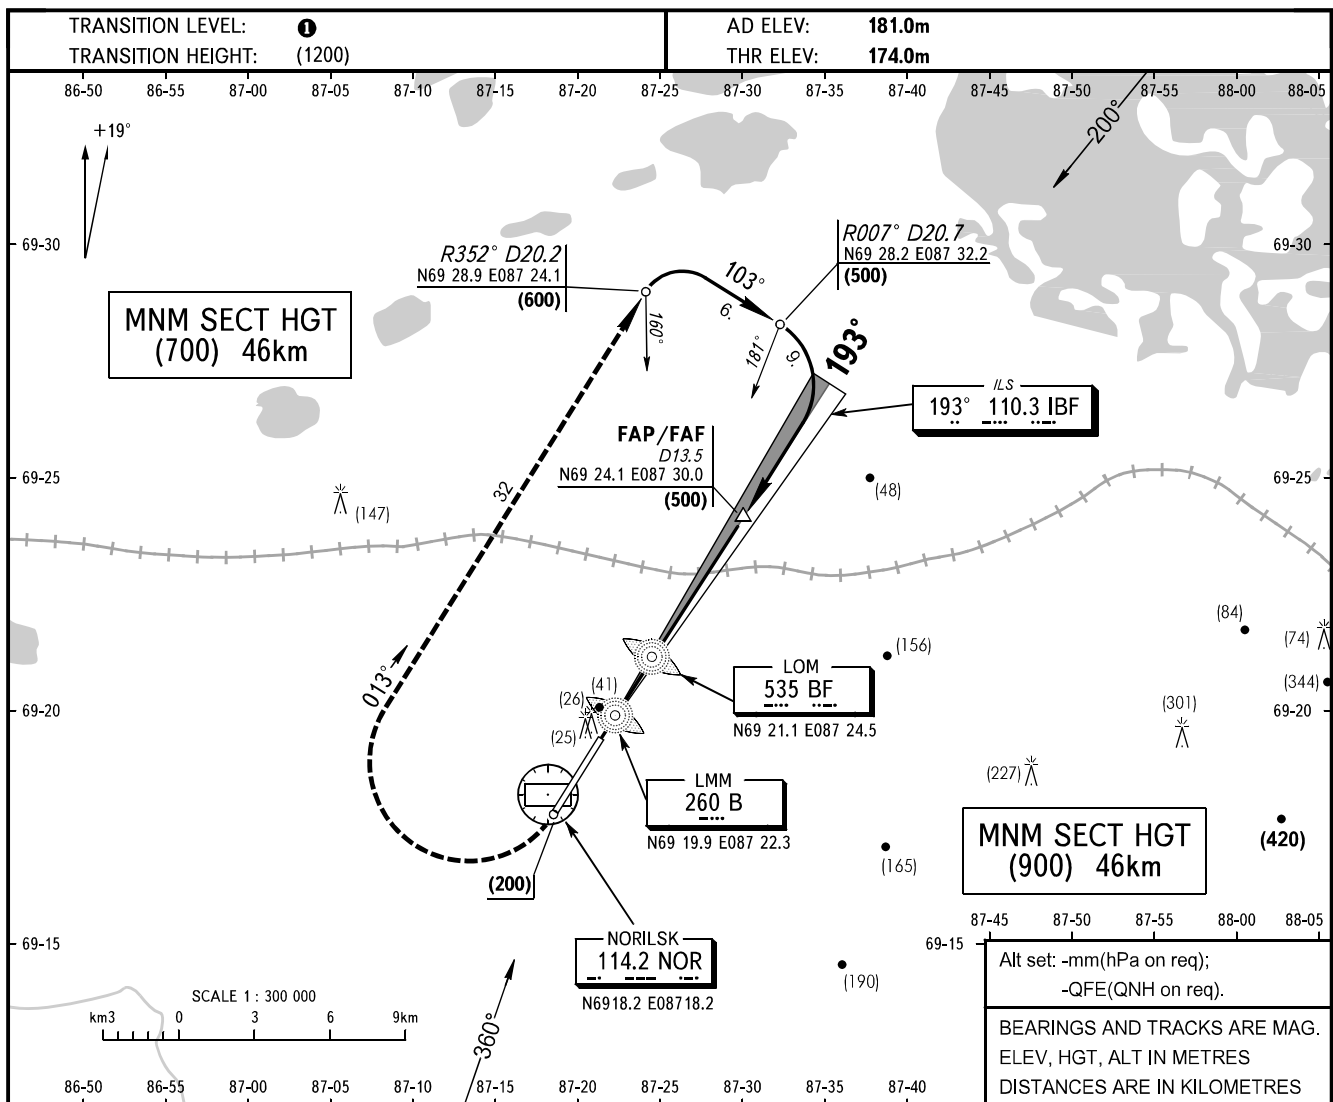 TRANSITION LEVEL: ❶
TRANSITION HEIGHT: (1200)
AD ELEV: 181.0m
THR ELEV: 174.0m
86-50 86-55 87-00 87-05 87-10 87-15 87-20 87-25 87-30 87-35 87-40 87-45 87-50 87-55 88-00 88-05
+19°
200°
69-30
69-30
R352° D20.2
N69 28.9 E087 24.1
(600)
R007° D20.7
N69 28.2 E087 32.2
(500)
103°
6.
160°
181°
9.
193°
MNM SECT HGT
(700) 46km
ILS
193° 110.3 IBF
FAP/FAF
D13.5
N69 24.1 E087 30.0
(500)
69-25
69-25
(48)
32
(147)
(84)
(74)
(156)
LOM
535 BF
N69 21.1 E087 24.5
(344)
013°
(41)
(26)
(25)
69-20
69-20
(301)
(227)
LMM
260 B
N69 19.9 E087 22.3
MNM SECT HGT
(900) 46km
(420)
(165)
(200)
87-45 87-50 87-55 88-00 88-05
69-15
69-15
NORILSK
114.2 NOR
N6918.2 E08718.2
(190)
Alt set: -mm(hPa on req);
-QFE(QNH on req).
SCALE 1 : 300 000
km3 0 3 6 9km
360°
BEARINGS AND TRACKS ARE MAG.
ELEV, HGT, ALT IN METRES
DISTANCES ARE IN KILOMETRES
86-50 86-55 87-00 87-05 87-10 87-15 87-20 87-25 87-30 87-35 87-40